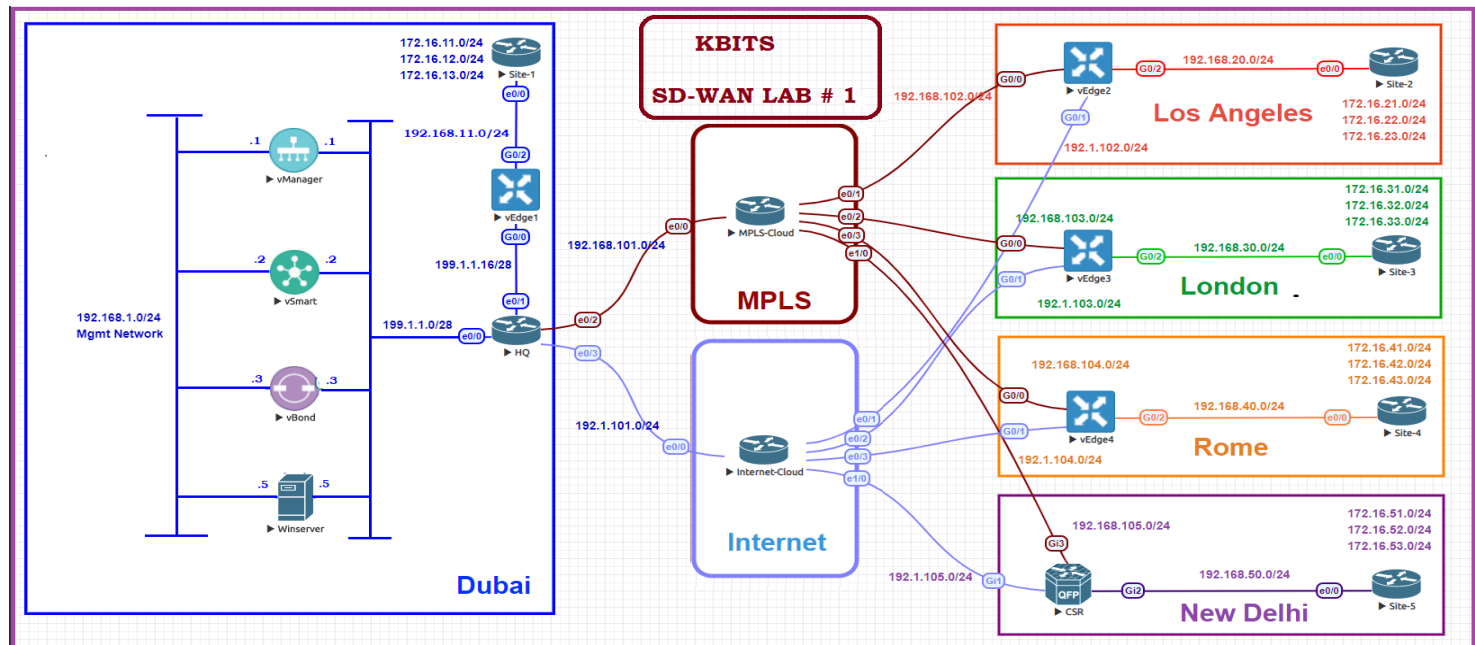 KBITS
SD-WAN LAB # 1
172.16.11.0/24
172.16.12.0/24
172.16.13.0/24
Site-1
e0/0
192.168.11.0/24
G0/2
vEdge1
G0/0
199.1.1.16/28
e0/1
HQ
e0/0
e0/2
e0/3
199.1.1.0/28
.1
.1
vManager
.2
.2
vSmart
192.168.1.0/24
Mgmt Network
.3
.3
vBond
.5
.5
Winserver
Dubai
192.168.101.0/24
192.1.101.0/24
e0/0
MPLS-Cloud
e0/1
e0/2
e0/3
e1/0
MPLS
e0/0
Internet-Cloud
e0/1
e0/2
e0/3
e1/0
Internet
192.168.102.0/24
G0/0
vEdge2
G0/1
192.1.102.0/24
G0/2
192.168.20.0/24
e0/0
Site-2
Los Angeles
172.16.21.0/24
172.16.22.0/24
172.16.23.0/24
192.168.103.0/24
G0/0
vEdge3
G0/1
192.1.103.0/24
G0/2
192.168.30.0/24
e0/0
Site-3
172.16.31.0/24
172.16.32.0/24
172.16.33.0/24
London
192.168.104.0/24
G0/0
vEdge4
G0/1
192.1.104.0/24
G0/2
192.168.40.0/24
e0/0
Site-4
172.16.41.0/24
172.16.42.0/24
172.16.43.0/24
Rome
192.168.105.0/24
Gi3
192.1.105.0/24
Gi1
QFP
CSR
Gi2
192.168.50.0/24
e0/0
Site-5
172.16.51.0/24
172.16.52.0/24
172.16.53.0/24
New Delhi